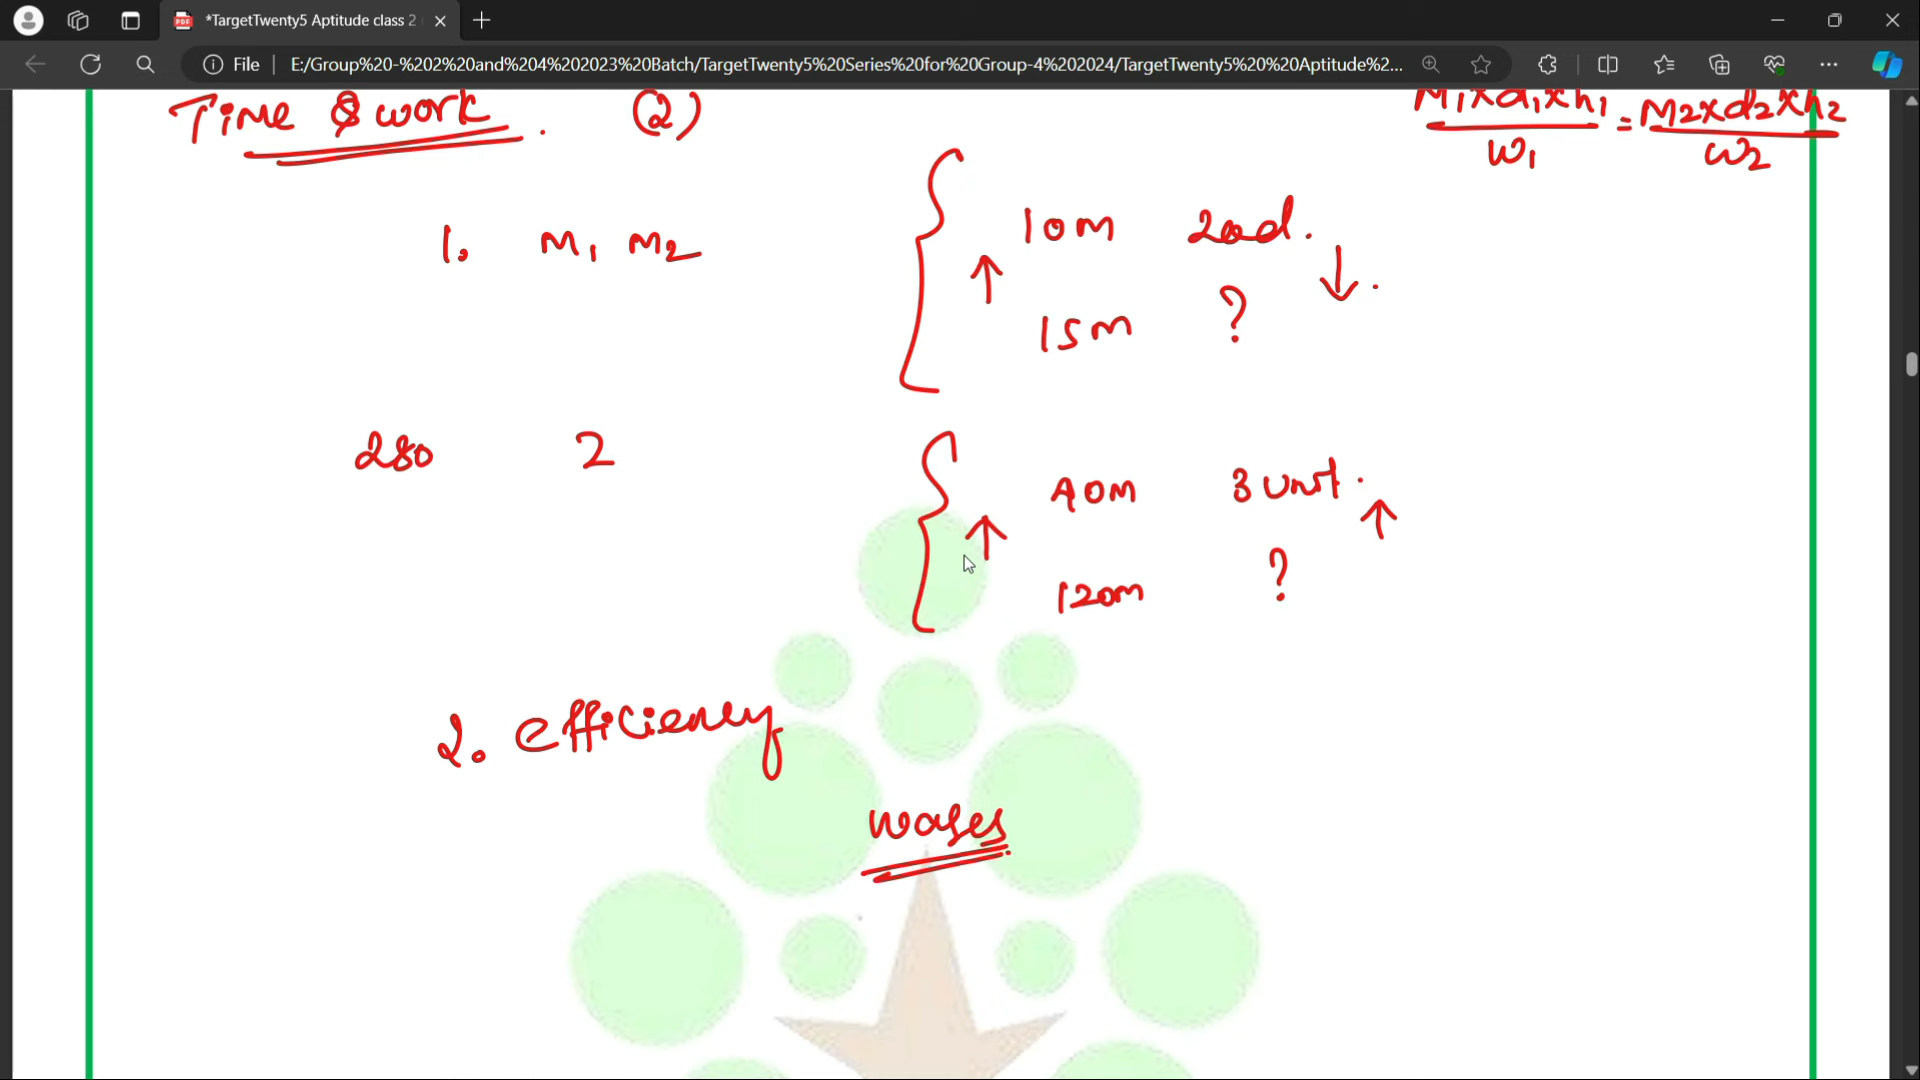 *TargetTwenty5 Aptitude class 2
File
E:/Group%20-%202%20and%204%202023%20Batch/TargetTwenty5%20Series%20for%20Group-4%202024/TargetTwenty5%20%20Aptitude%2...
Time & work. (2)
M1xd1xh1 / w1 = M2xd2xh2 / w2
1. M1 M2
10M 20d.
15M ?
280 2
40M 3 unit.
120M ?
2. efficiency
wages